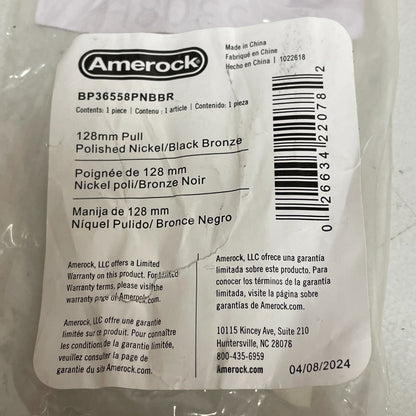 Amerock®
Made in China
Fabriqué en Chine
Hecho en China | 1022618
BP36558PNBBR
Contents: 1 piece | Contenu : 1 article | Contenido: 1 pieza
128mm Pull
Polished Nickel/Black Bronze
Poignée de 128 mm
Nickel poli/Bronze Noir
Manija de 128 mm
Níquel Pulido/ Bronce Negro
0 26634 22078 2
Amerock, LLC offers a Limited
Warranty on this product. For Limited
Warranty terms, please visit the
web page of Amerock.com.
Amerock, LLC offre une garantie
limitée sur ce produit. Pour connaître
les conditions de la garantie limitée,
veuillez consulter la page de
garantie d'Amerock.com.
Amerock, LLC ofrece una garantía
limitada sobre este producto. Para
conocer los términos de la garantía
limitada, visite la página sobre
garantías de Amerock.com.
10115 Kincey Ave, Suite 210
Huntersville, NC 28078
800-435-6959
Amerock.com
04/08/2024